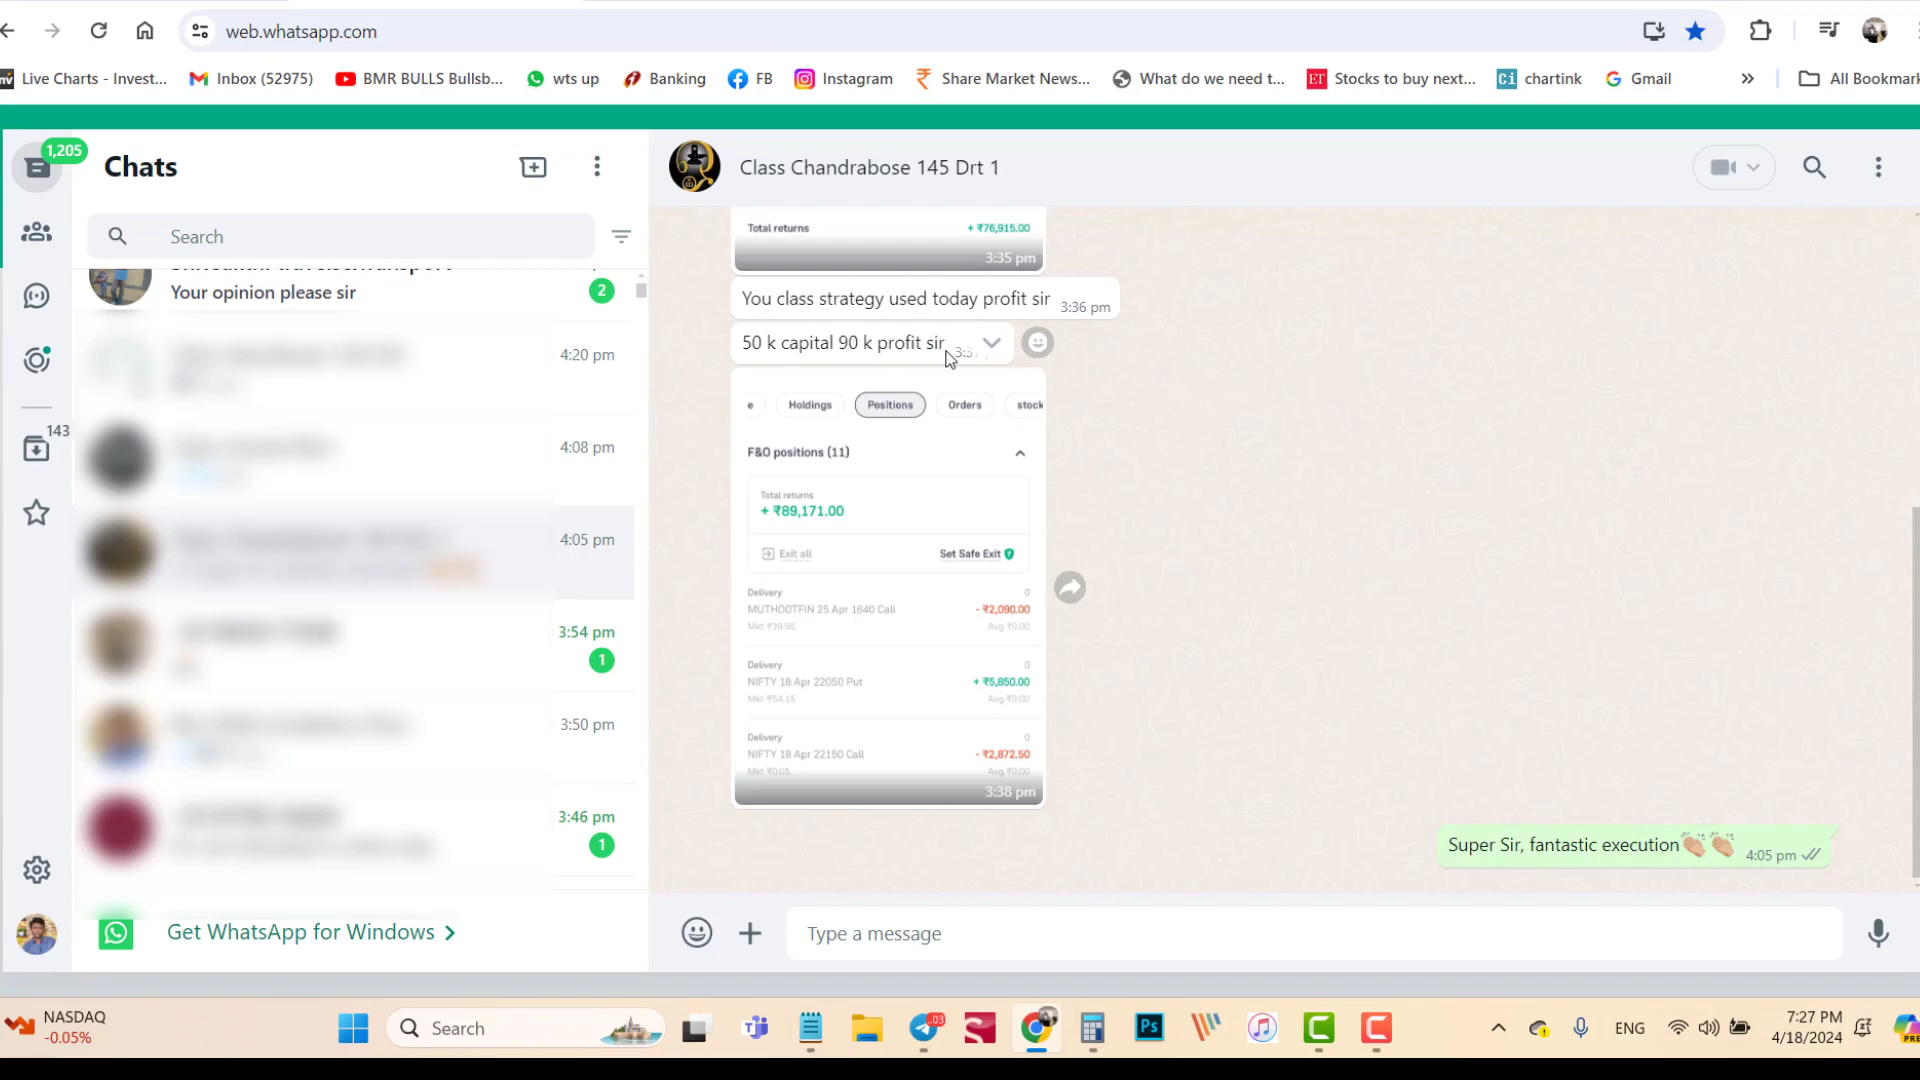 web.whatsapp.com
Live Charts - Invest...
Inbox (52975)
BMR BULLS Bullsb...
wts up
Banking
FB
Instagram
Share Market News...
What do we need t...
ET
Stocks to buy next...
Ci
chartink
Gmail
»
All Bookmar
1,205
Chats
Class Chandrabose 145 Drt 1
Search
Your opinion please sir
2
4:20 pm
143
4:08 pm
4:05 pm
3:54 pm
1
3:50 pm
3:46 pm
1
Get WhatsApp for Windows
Total returns
+ ₹76,915.00
3:35 pm
You class strategy used today profit sir
3:36 pm
50 k capital 90 k profit sir
e
Holdings
Positions
Orders
stock
F&O positions (11)
Total returns
+ ₹89,171.00
Exit all
Set Safe Exit
Delivery
0
MUTHOOTFIN 25 Apr 1640 Call
- ₹2,090.00
Mkt ₹39.95
Avg ₹0.00
Delivery
0
NIFTY 18 Apr 22050 Put
+ ₹5,850.00
Mkt ₹54.15
Avg ₹0.00
Delivery
0
NIFTY 18 Apr 22150 Call
- ₹2,872.50
Mkt ₹0.05
Avg ₹0.00
3:38 pm
Super Sir, fantastic execution👏👏
4:05 pm
Type a message
NASDAQ
-0.05%
Search
Ps
ENG
7:27 PM
4/18/2024
PRE